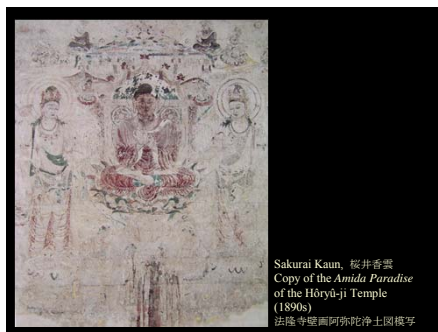 Sakurai Kaun, 桜井香雲
Copy of the Amida Paradise
of the Hôryû-ji Temple
(1890s)
法隆寺壁画阿弥陀浄土図模写